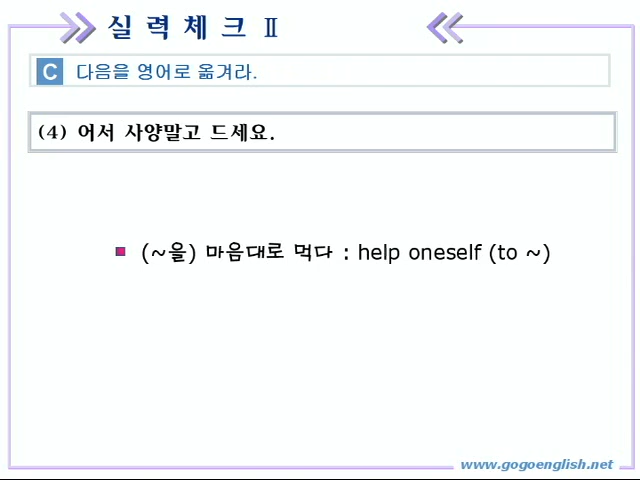 실 력 체 크 Ⅱ
C 다음을 영어로 옮겨라.
(4) 어서 사양말고 드세요.
(~을) 마음대로 먹다 : help oneself (to ~)
www.gogoenglish.net